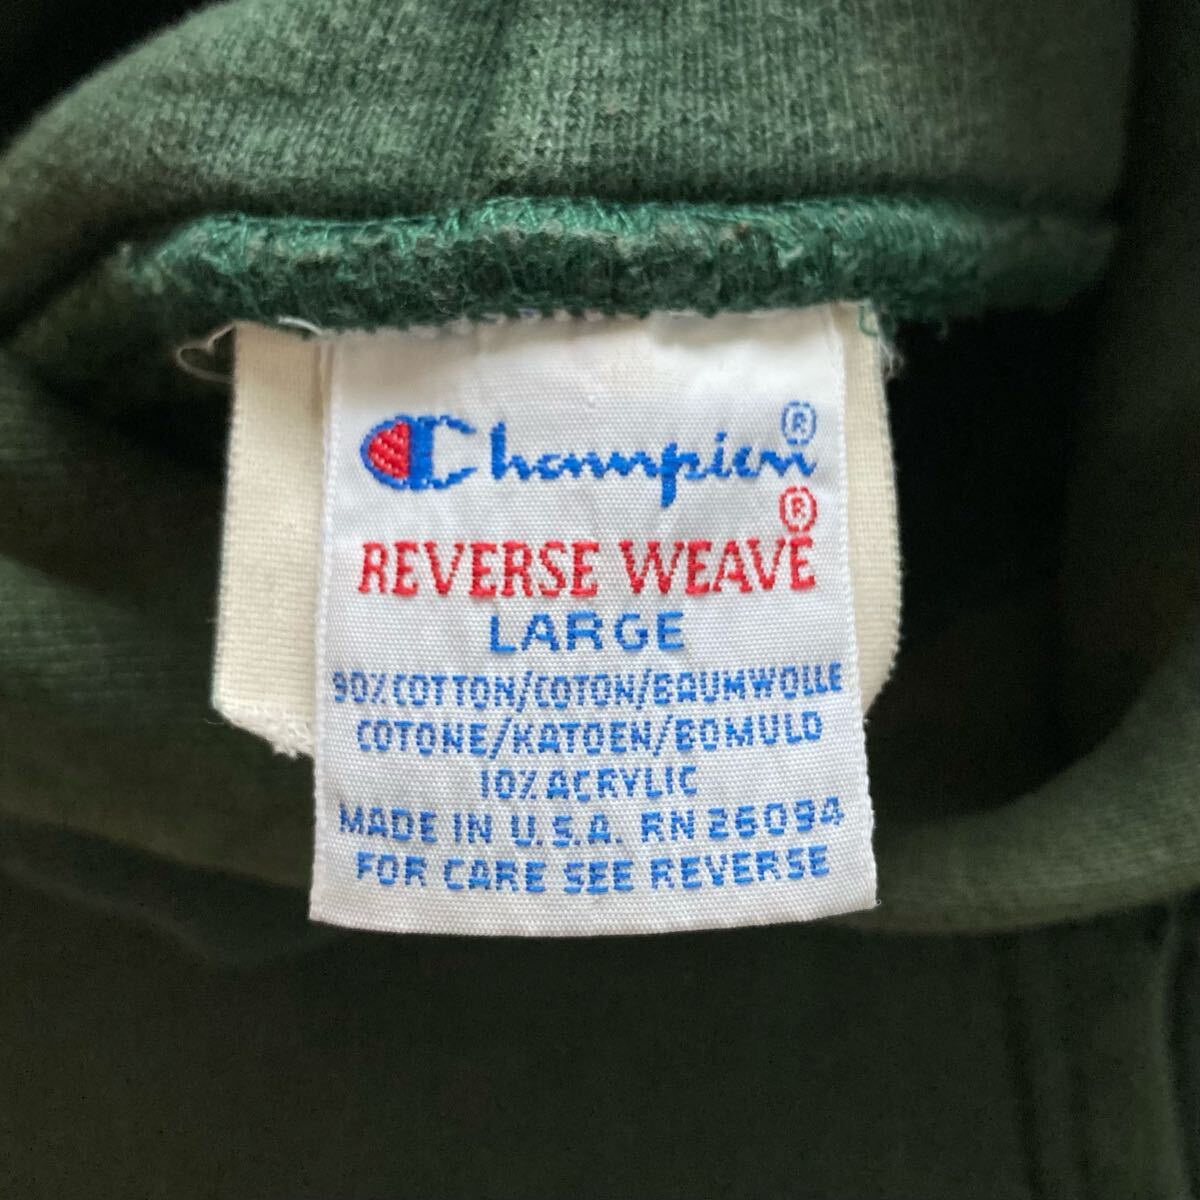 Champion®
REVERSE WEAVE®
LARGE
90% COTTON/COTON/BAUMWOLLE
COTONE/KATOEN/BOMULD
10% ACRYLIC
MADE IN U.S.A. RN 26094
FOR CARE SEE REVERSE